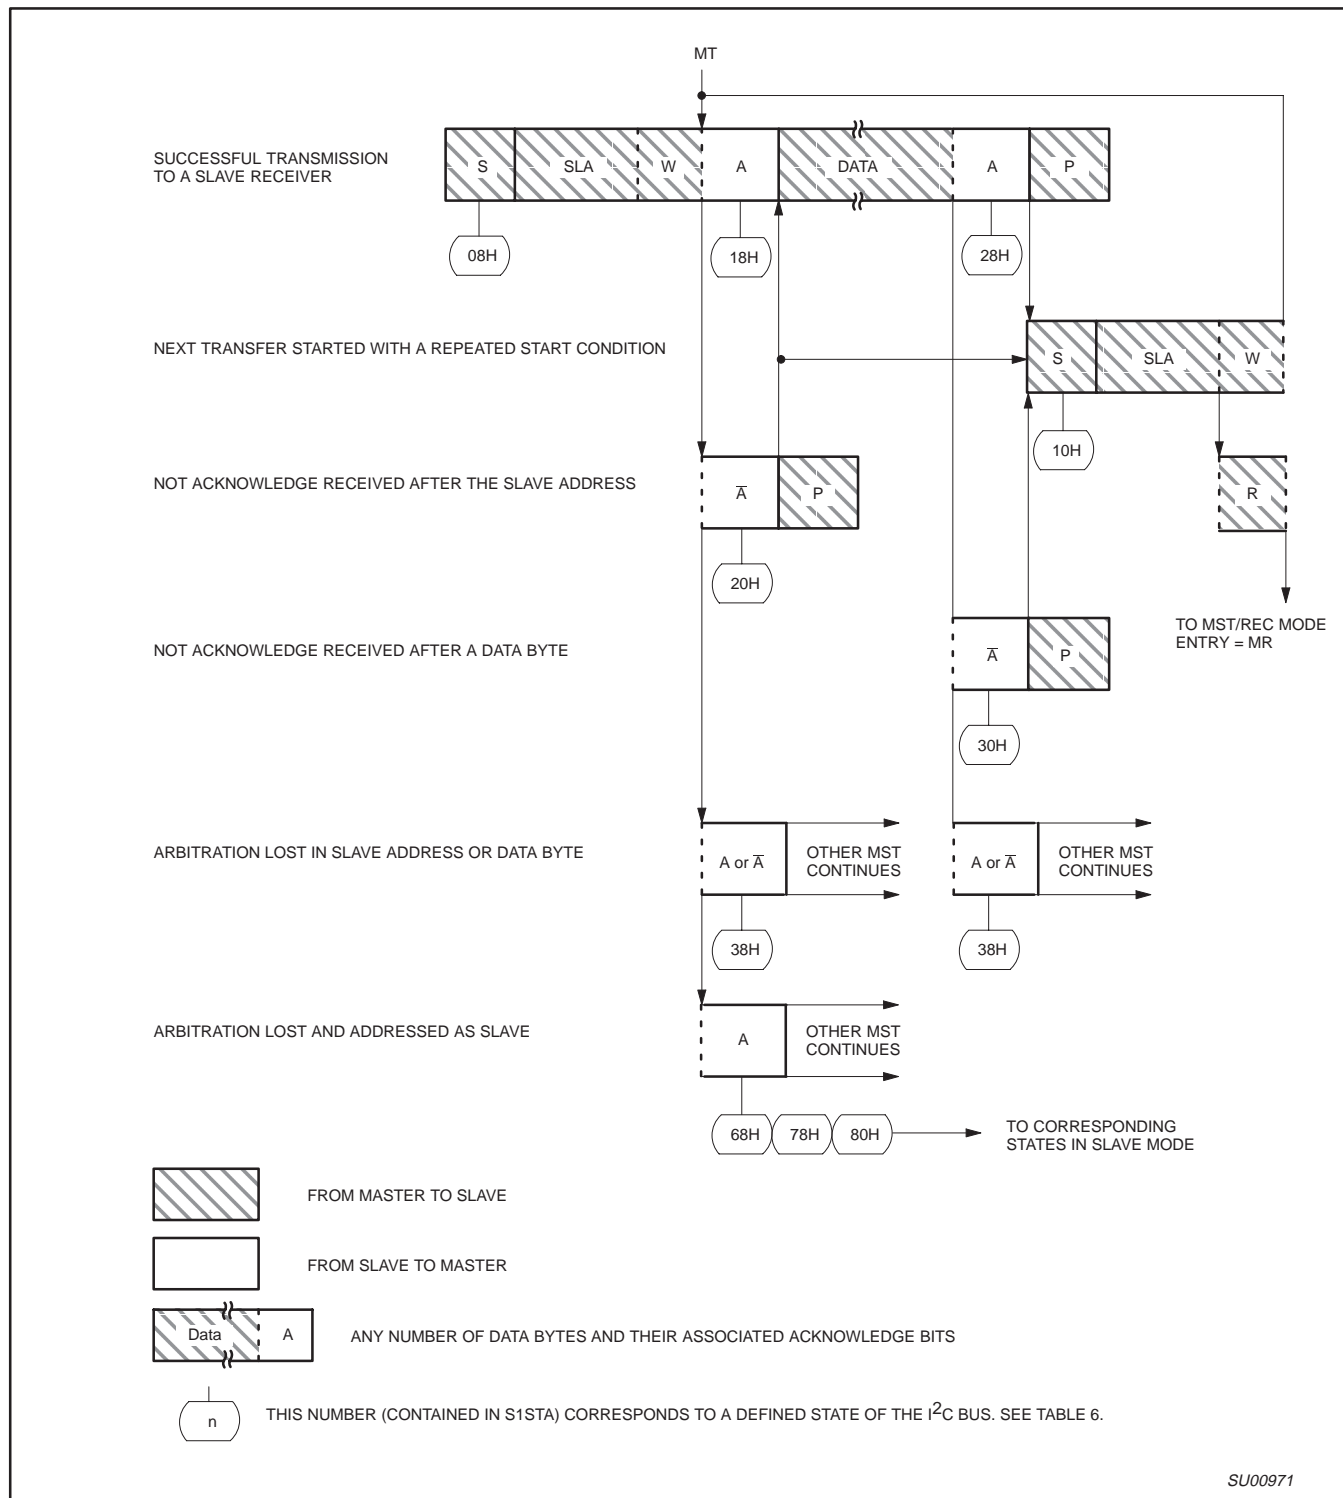 MT
SUCCESSFUL TRANSMISSION
TO A SLAVE RECEIVER
S SLA W A DATA A P
08H 18H 28H
NEXT TRANSFER STARTED WITH A REPEATED START CONDITION
S SLA W
10H
NOT ACKNOWLEDGE RECEIVED AFTER THE SLAVE ADDRESS
A̅ P
R
20H
TO MST/REC MODE
ENTRY = MR
NOT ACKNOWLEDGE RECEIVED AFTER A DATA BYTE
A̅ P
30H
ARBITRATION LOST IN SLAVE ADDRESS OR DATA BYTE
A or A̅
OTHER MST
CONTINUES
A or A̅
OTHER MST
CONTINUES
38H 38H
ARBITRATION LOST AND ADDRESSED AS SLAVE
A
OTHER MST
CONTINUES
68H 78H 80H
TO CORRESPONDING
STATES IN SLAVE MODE
FROM MASTER TO SLAVE
FROM SLAVE TO MASTER
Data A
ANY NUMBER OF DATA BYTES AND THEIR ASSOCIATED ACKNOWLEDGE BITS
n
THIS NUMBER (CONTAINED IN S1STA) CORRESPONDS TO A DEFINED STATE OF THE I²C BUS. SEE TABLE 6.
SU00971